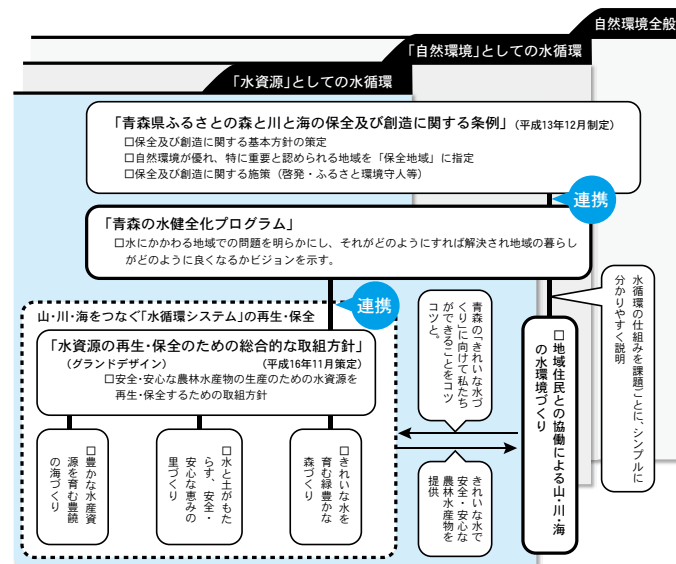 自然環境全般
「自然環境」としての水循環
「水資源」としての水循環
「青森県ふるさとの森と川と海の保全及び創造に関する条例」（平成13年12月制定）
□保全及び創造に関する基本方針の策定
□自然環境が優れ、特に重要と認められる地域を「保全地域」に指定
□保全及び創造に関する施策（啓発・ふるさと環境守人等）
連携
「青森の水健全化プログラム」
□水にかかわる地域での問題を明らかにし、それがどのようにすれば解決され地域の暮らし
がどのように良くなるかビジョンを示す。
連携
山・川・海をつなぐ「水循環システム」の再生・保全
「水資源の再生・保全のための総合的な取組方針」
（グランドデザイン）　（平成16年11月策定）
□安全・安心な農林水産物の生産のための水資源を
再生・保全するための取組方針
□豊かな水産資
源を育む豊饒
の海づくり
□水と土がもた
らす、安全・
安心な恵みの
里づくり
□きれいな水を
育む緑豊かな
森づくり
青森の「きれいな水づ
くり」に向けて私たち
ができることをコツ
コツと。
きれいな水で
安全・安心な
農林水産物を
提供
□地域住民との協働による山・川・海
の水環境づくり
水循環の仕組みを課題ごとに、シンプルに
分かりやすく説明